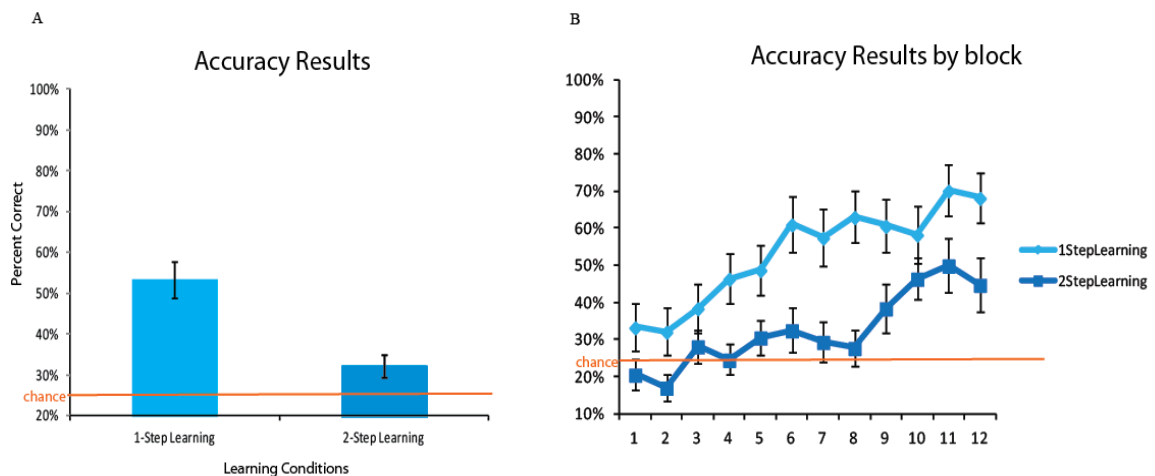 A
Accuracy Results
100%
90%
80%
70%
60%
50%
40%
30%
20%
Percent Correct
chance
1-Step Learning
2-Step Learning
Learning Conditions
B
Accuracy Results by block
100%
90%
80%
70%
60%
50%
40%
30%
20%
10%
chance
1 2 3 4 5 6 7 8 9 10 11 12
1StepLearning
2StepLearning